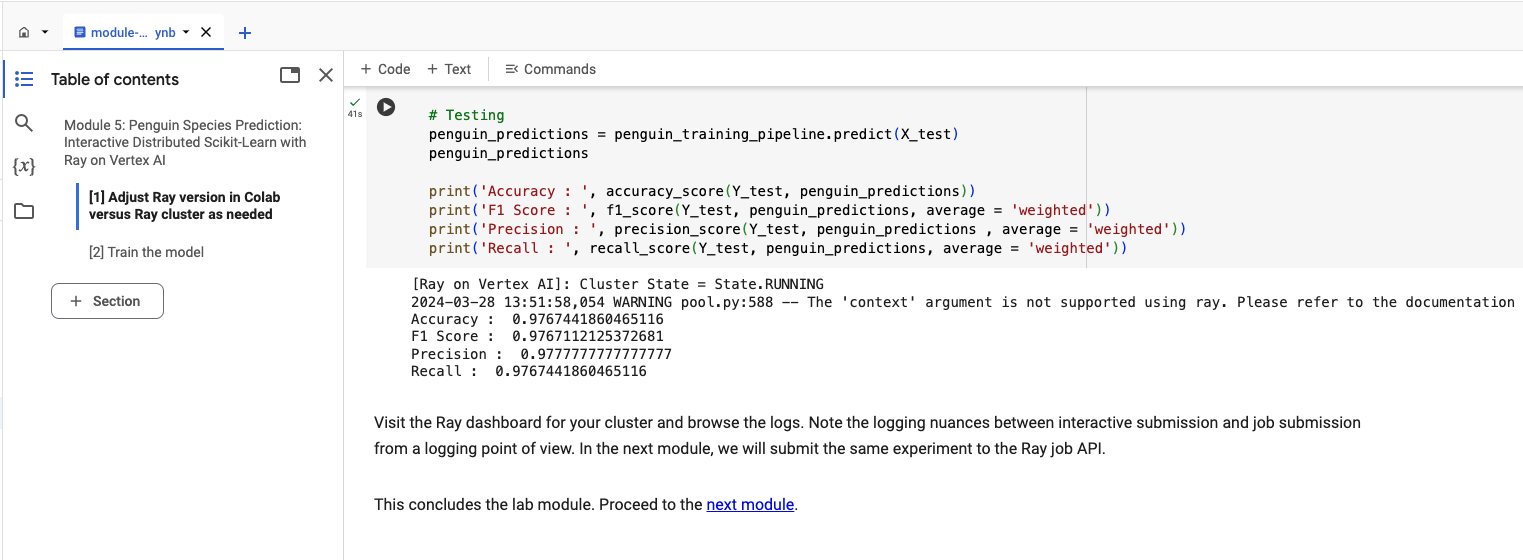 module-... ynb
Table of contents
+ Code + Text Commands
Module 5: Penguin Species Prediction:
Interactive Distributed Scikit-Learn with
Ray on Vertex AI
[1] Adjust Ray version in Colab
versus Ray cluster as needed
[2] Train the model
+ Section
{x}
41s
# Testing
penguin_predictions = penguin_training_pipeline.predict(X_test)
penguin_predictions
print('Accuracy : ', accuracy_score(Y_test, penguin_predictions))
print('F1 Score : ', f1_score(Y_test, penguin_predictions, average = 'weighted'))
print('Precision : ', precision_score(Y_test, penguin_predictions , average = 'weighted'))
print('Recall : ', recall_score(Y_test, penguin_predictions, average = 'weighted'))
[Ray on Vertex AI]: Cluster State = State.RUNNING
2024-03-28 13:51:58,054 WARNING pool.py:588 -- The 'context' argument is not supported using ray. Please refer to the documentation
Accuracy :  0.9767441860465116
F1 Score :  0.9767112125372681
Precision :  0.9777777777777777
Recall :  0.9767441860465116
Visit the Ray dashboard for your cluster and browse the logs. Note the logging nuances between interactive submission and job submission
from a logging point of view. In the next module, we will submit the same experiment to the Ray job API.
This concludes the lab module. Proceed to the next module.